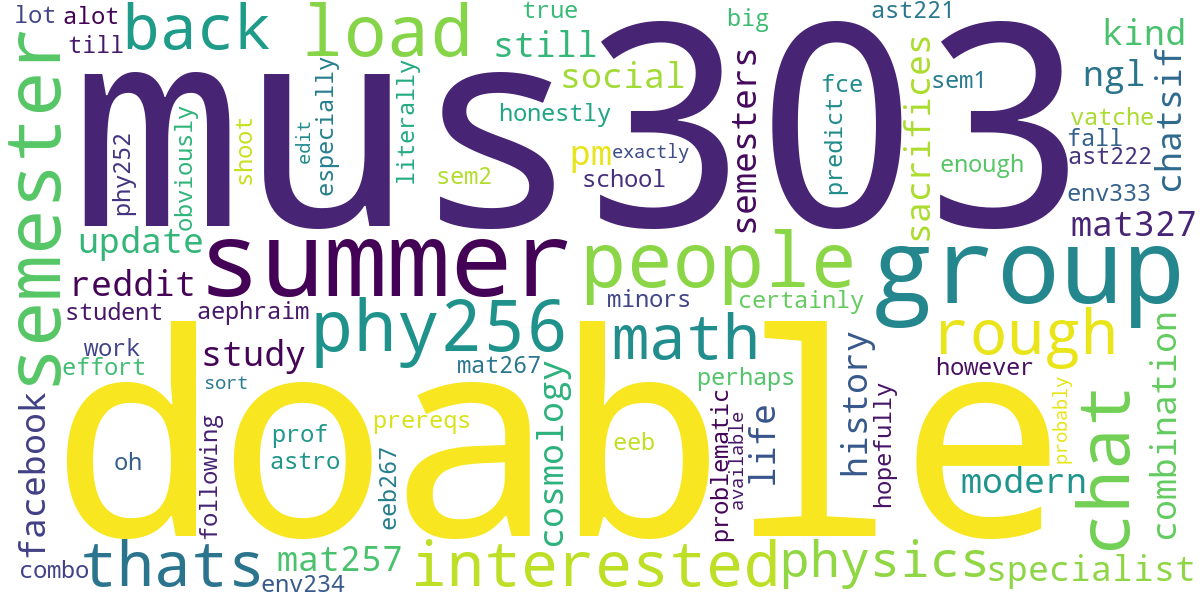 lot
alot
till
back
load
true
still
big
ast221
kind
social
ngl
mus303
semester
phy252
obviously
shoot
edit
especially
literally
honestly
sem2
pm
exactly
school
semesters
fce
predict
sacrifices
sem1
enough
vatche
fall
ast222
chatsif
env333
mat327
update
summer
people
group
reddit
student
aephraim
phy256
minors
certainly
math
rough
work
effort
study
sort
mat267
perhaps
however
history
doable
facebook
oh
following
prof
astro
prereqs
eeb267
cosmology
eeb
problematic
available
life
hopefully
modern
probably
chat
combination
combo
thats
env234
mat257
interested
physics
specialist